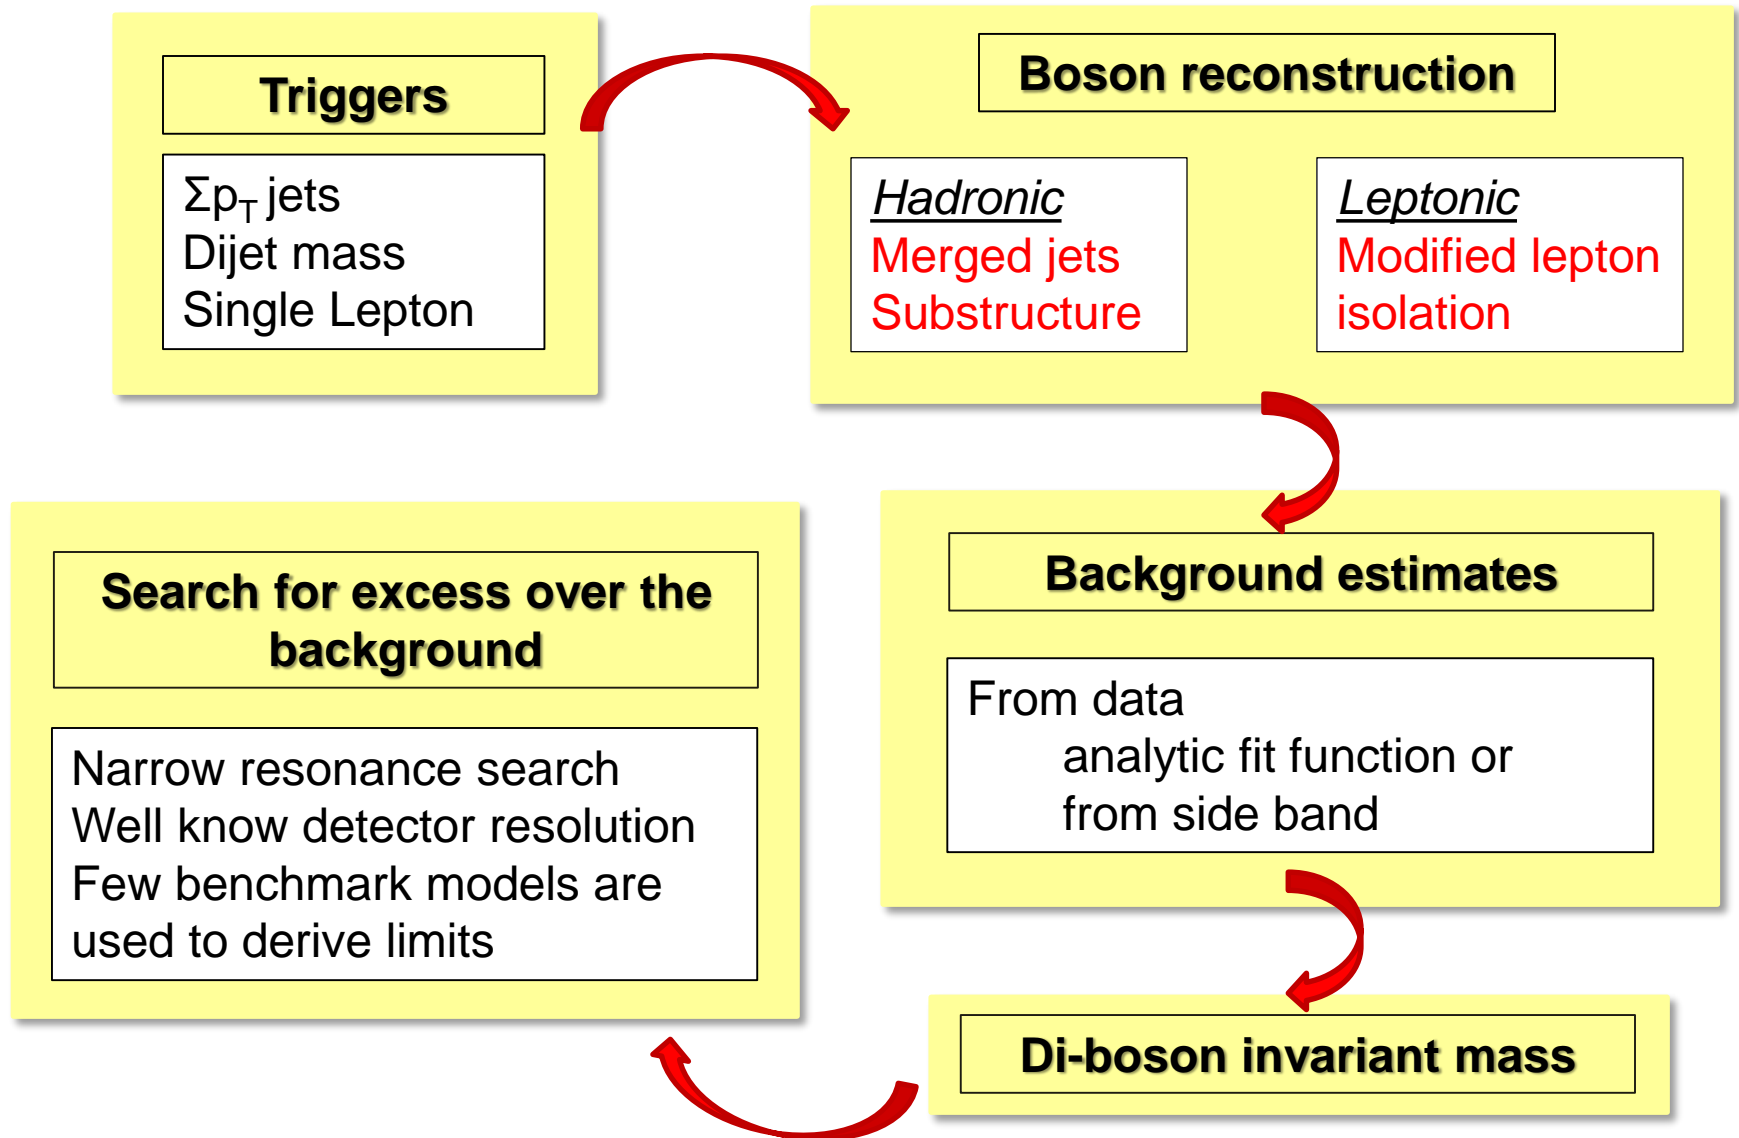 Triggers
Σp_T jets
Dijet mass
Single Lepton
Boson reconstruction
Hadronic
Merged jets
Substructure
Leptonic
Modified lepton
isolation
Background estimates
From data
analytic fit function or
from side band
Di-boson invariant mass
Search for excess over the
background
Narrow resonance search
Well know detector resolution
Few benchmark models are
used to derive limits